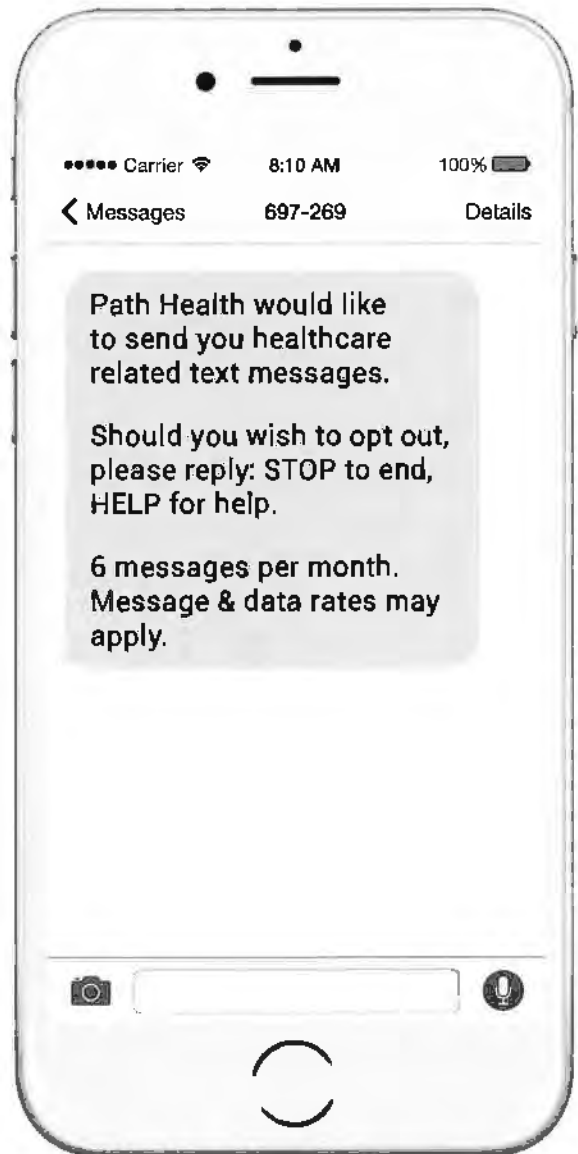 Carrier
8:10 AM
100%
Messages
697-269
Details
Path Health would like
to send you healthcare
related text messages.
Should you wish to opt out,
please reply: STOP to end,
HELP for help.
6 messages per month.
Message & data rates may
apply.